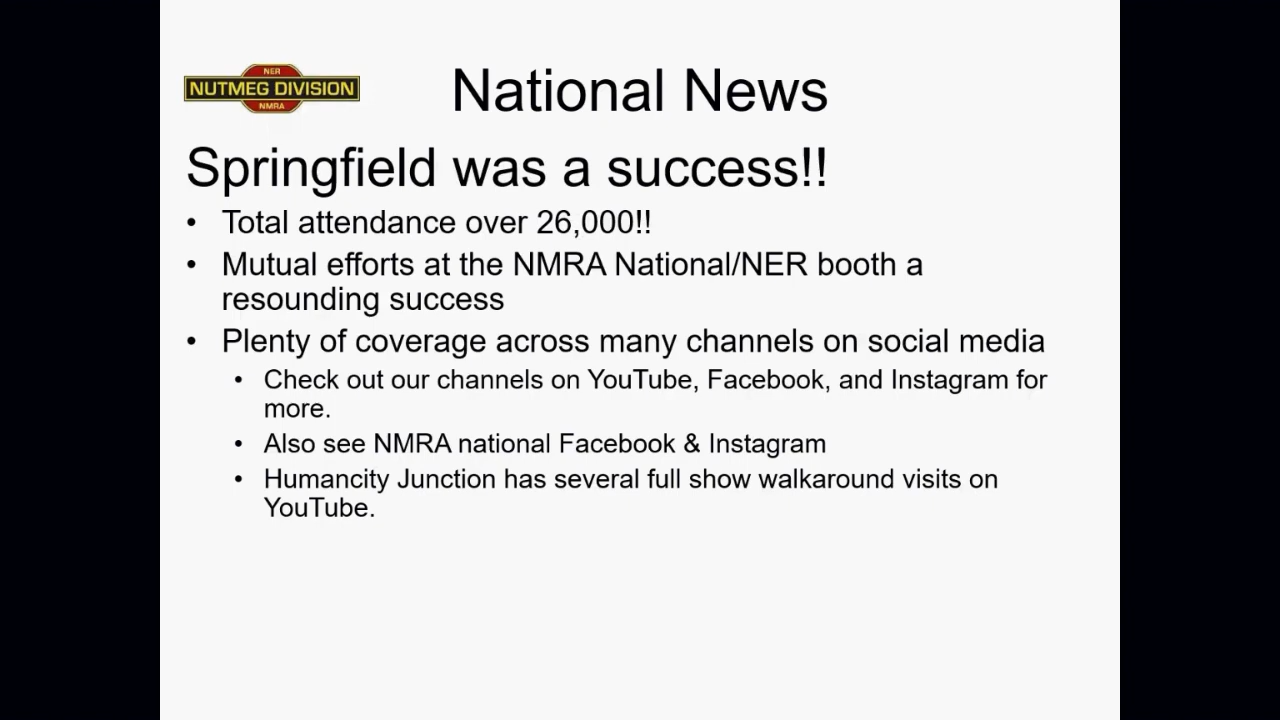 NER
NUTMEG DIVISION
NMRA
National News
Springfield was a success!!
• Total attendance over 26,000!!
• Mutual efforts at the NMRA National/NER booth a
resounding success
• Plenty of coverage across many channels on social media
• Check out our channels on YouTube, Facebook, and Instagram for
more.
• Also see NMRA national Facebook & Instagram
• Humancity Junction has several full show walkaround visits on
YouTube.